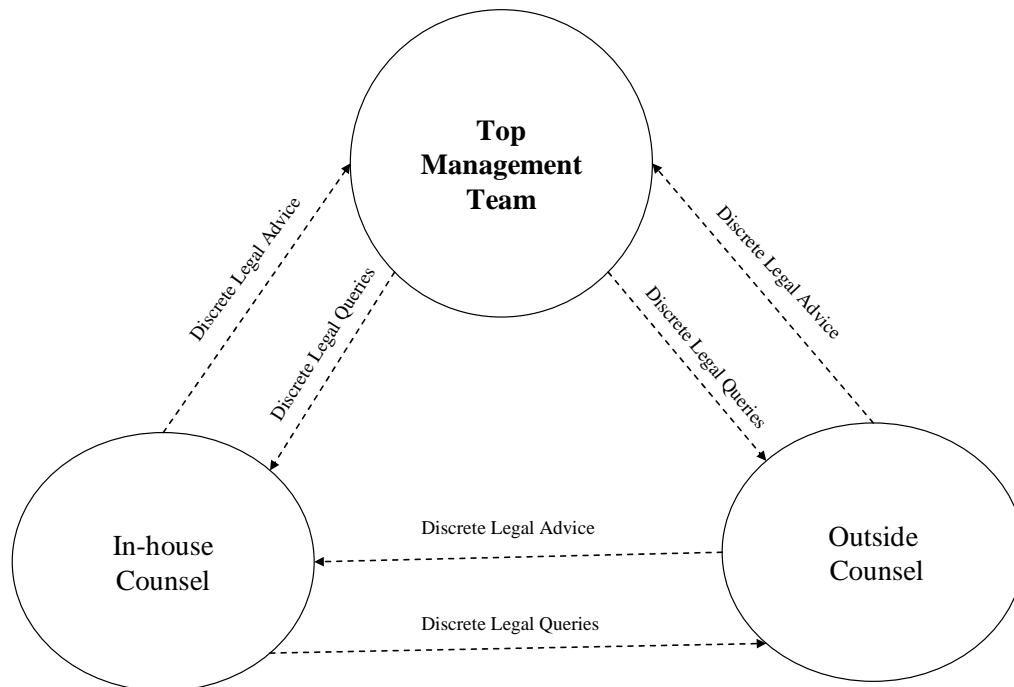 Top
Management
Team
Discrete Legal Advice
Discrete Legal Queries
Discrete Legal Queries
Discrete Legal Advice
In-house
Counsel
Discrete Legal Advice
Discrete Legal Queries
Outside
Counsel